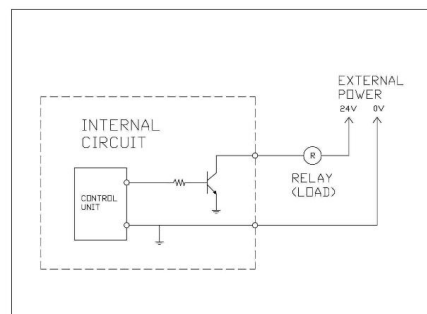 EXTERNAL
POWER
24V 0V
INTERNAL
CIRCUIT
R
RELAY
(LOAD)
CONTROL
UNIT